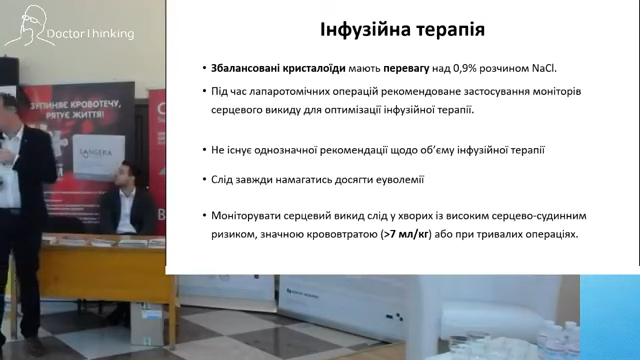 DoctorThinking
Інфузійна терапія
• Збалансовані кристалоїди мають перевагу над 0,9% розчином NaCl.
• Під час лапаротомічних операцій рекомендоване застосування моніторів
серцевого викиду для оптимізації інфузійної терапії.
• Не існує однозначної рекомендації щодо об’єму інфузійної терапії
• Слід завжди намагатись досягти еуволемії
• Моніторувати серцевий викид слід у хворих із високим серцево-судинним
ризиком, значною крововтратою (>7 мл/кг) або при тривалих операціях.
ЗУПИНЯЄ КРОВОТЕЧУ,
РЯТУЄ ЖИТТЯ!
SANGERA